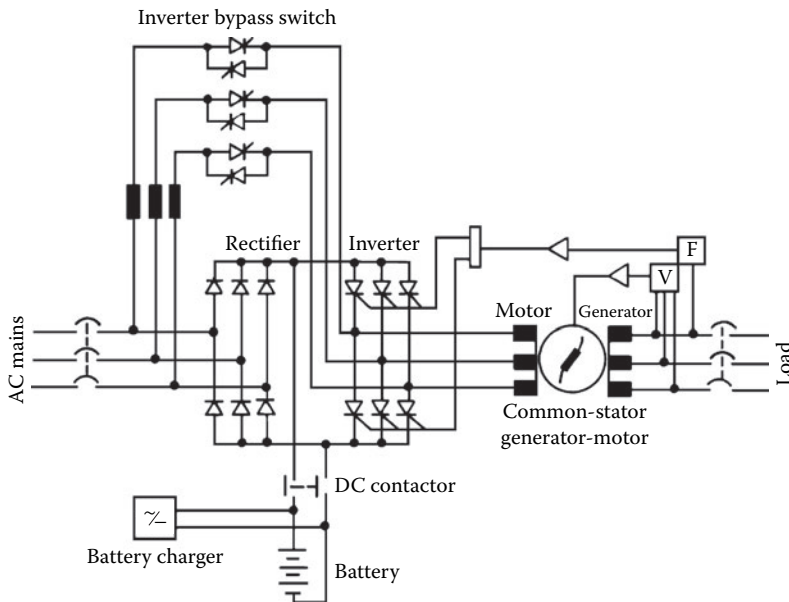 Inverter bypass switch
Rectifier
Inverter
F
V
Motor
Generator
AC mains
Load
Common-stator
generator-motor
DC contactor
~/–
Battery charger
Battery